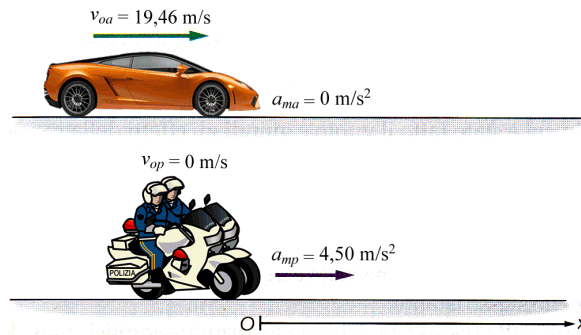 v_oa = 19,46 m/s
a_ma = 0 m/s²
v_op = 0 m/s
a_mp = 4,50 m/s²
POLIZIA
O x